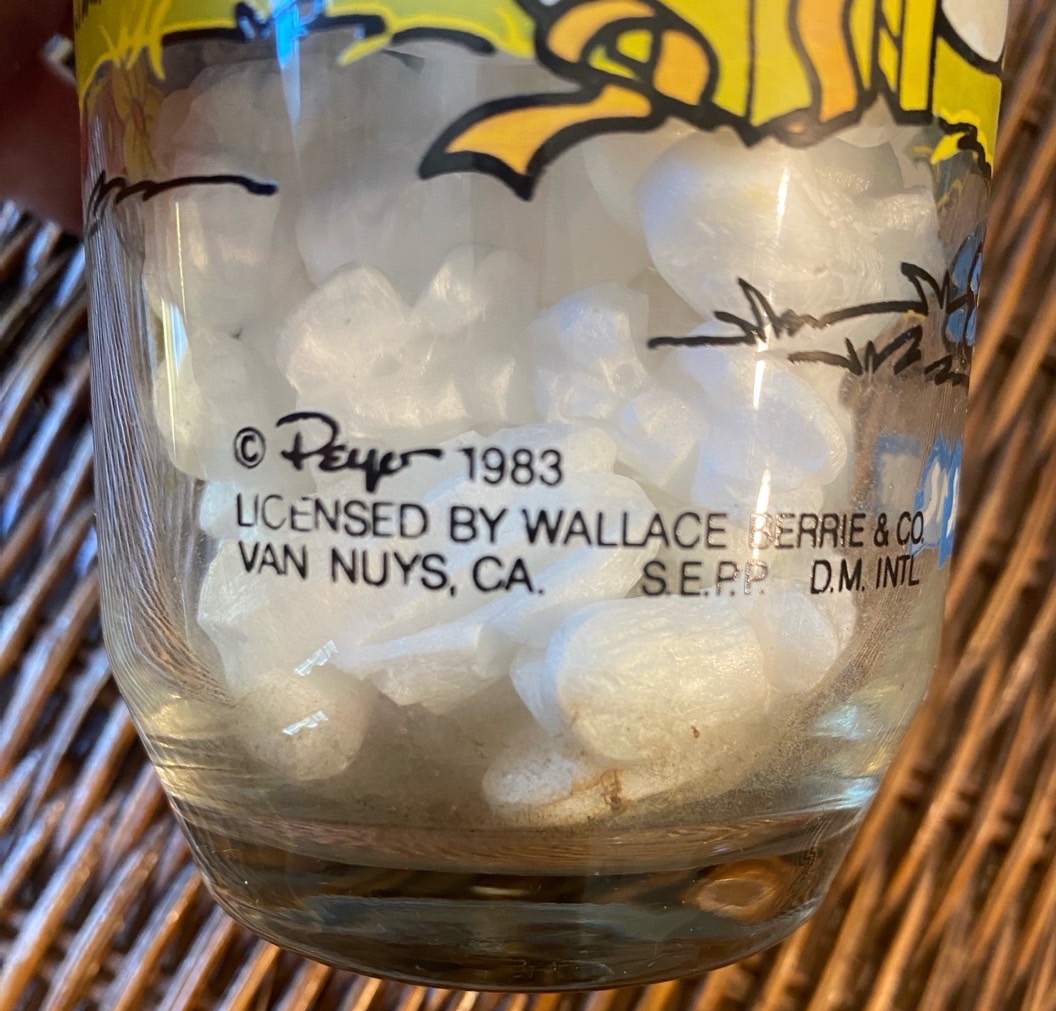 © Peyo 1983
LICENSED BY WALLACE BERRIE & CO.
VAN NUYS, CA. S.E.P.P. D.M. INTL